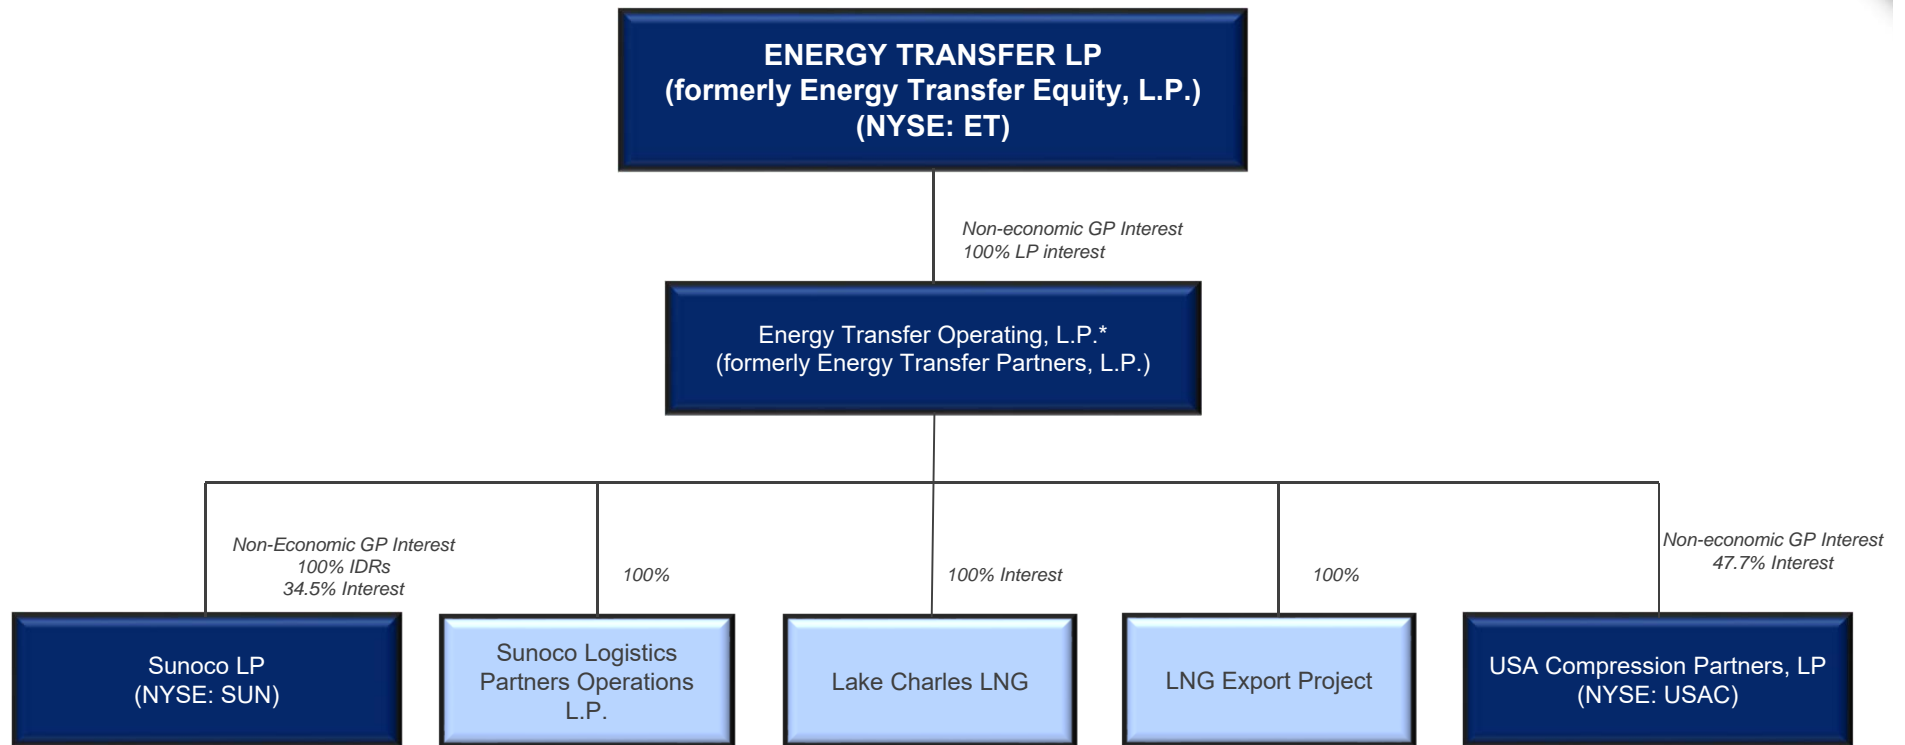 ENERGY TRANSFER LP
(formerly Energy Transfer Equity, L.P.)
(NYSE: ET)
Non-economic GP Interest
100% LP interest
Energy Transfer Operating, L.P.*
(formerly Energy Transfer Partners, L.P.)
Non-Economic GP Interest
100% IDRs
34.5% Interest
100%
100% Interest
100%
Non-economic GP Interest
47.7% Interest
Sunoco LP
(NYSE: SUN)
Sunoco Logistics
Partners Operations
L.P.
Lake Charles LNG
LNG Export Project
USA Compression Partners, LP
(NYSE: USAC)